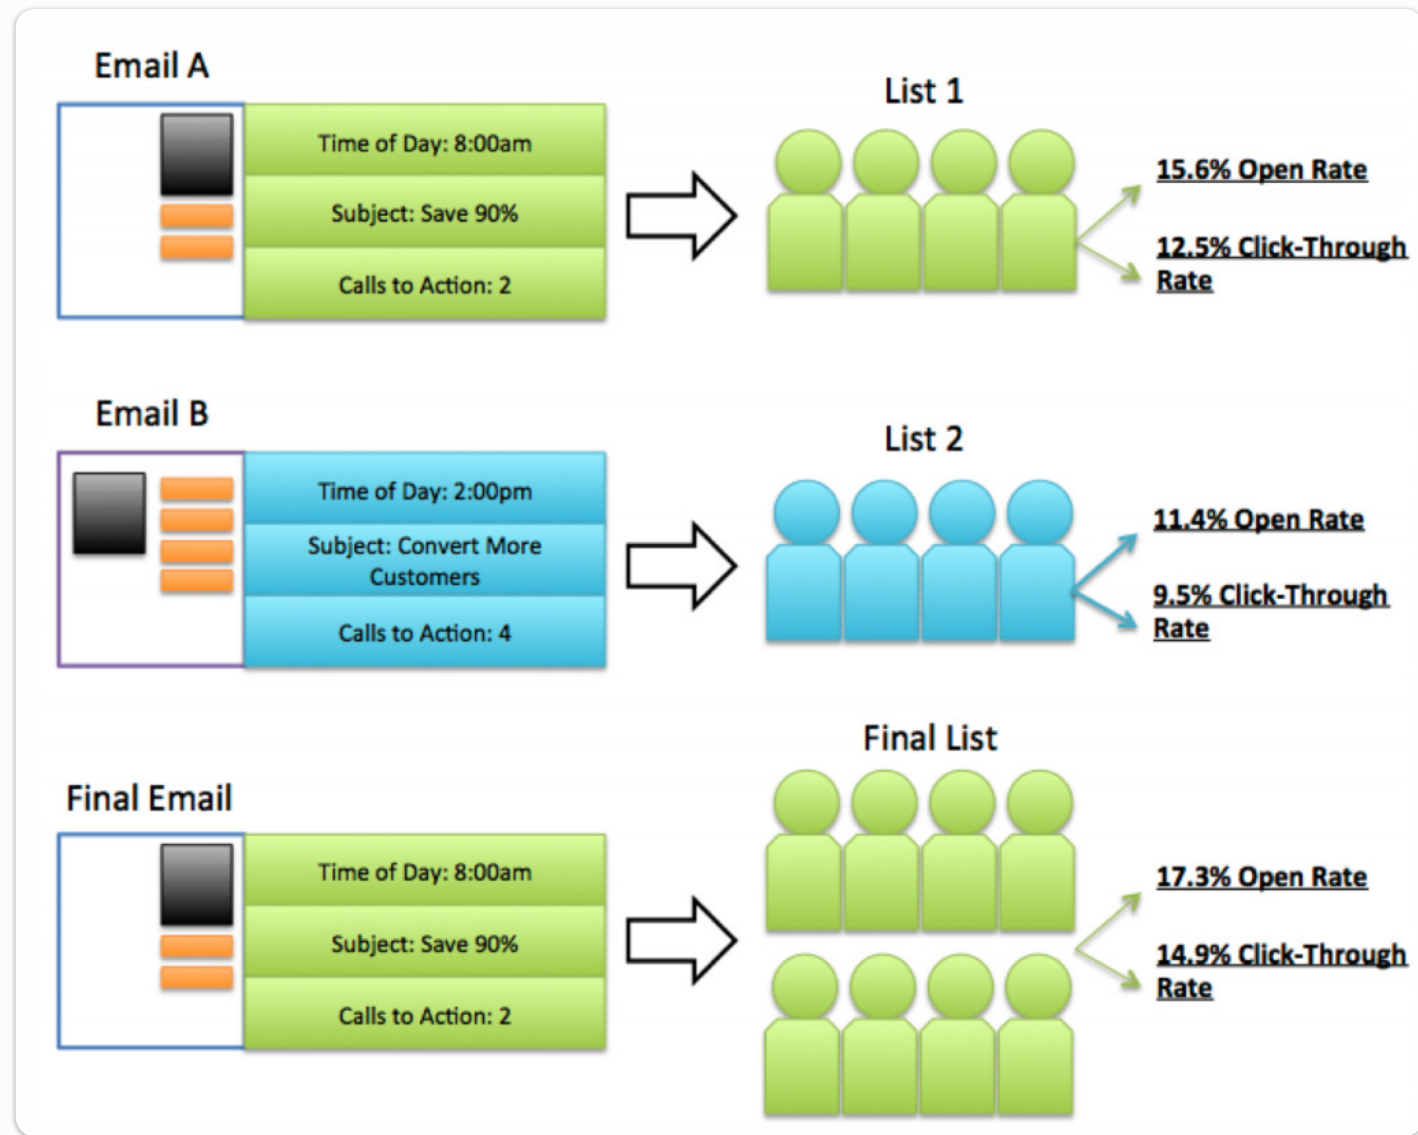 Email A
Time of Day: 8:00am
Subject: Save 90%
Calls to Action: 2
List 1
15.6% Open Rate
12.5% Click-Through
Rate
Email B
Time of Day: 2:00pm
Subject: Convert More
Customers
Calls to Action: 4
List 2
11.4% Open Rate
9.5% Click-Through
Rate
Final Email
Time of Day: 8:00am
Subject: Save 90%
Calls to Action: 2
Final List
17.3% Open Rate
14.9% Click-Through
Rate